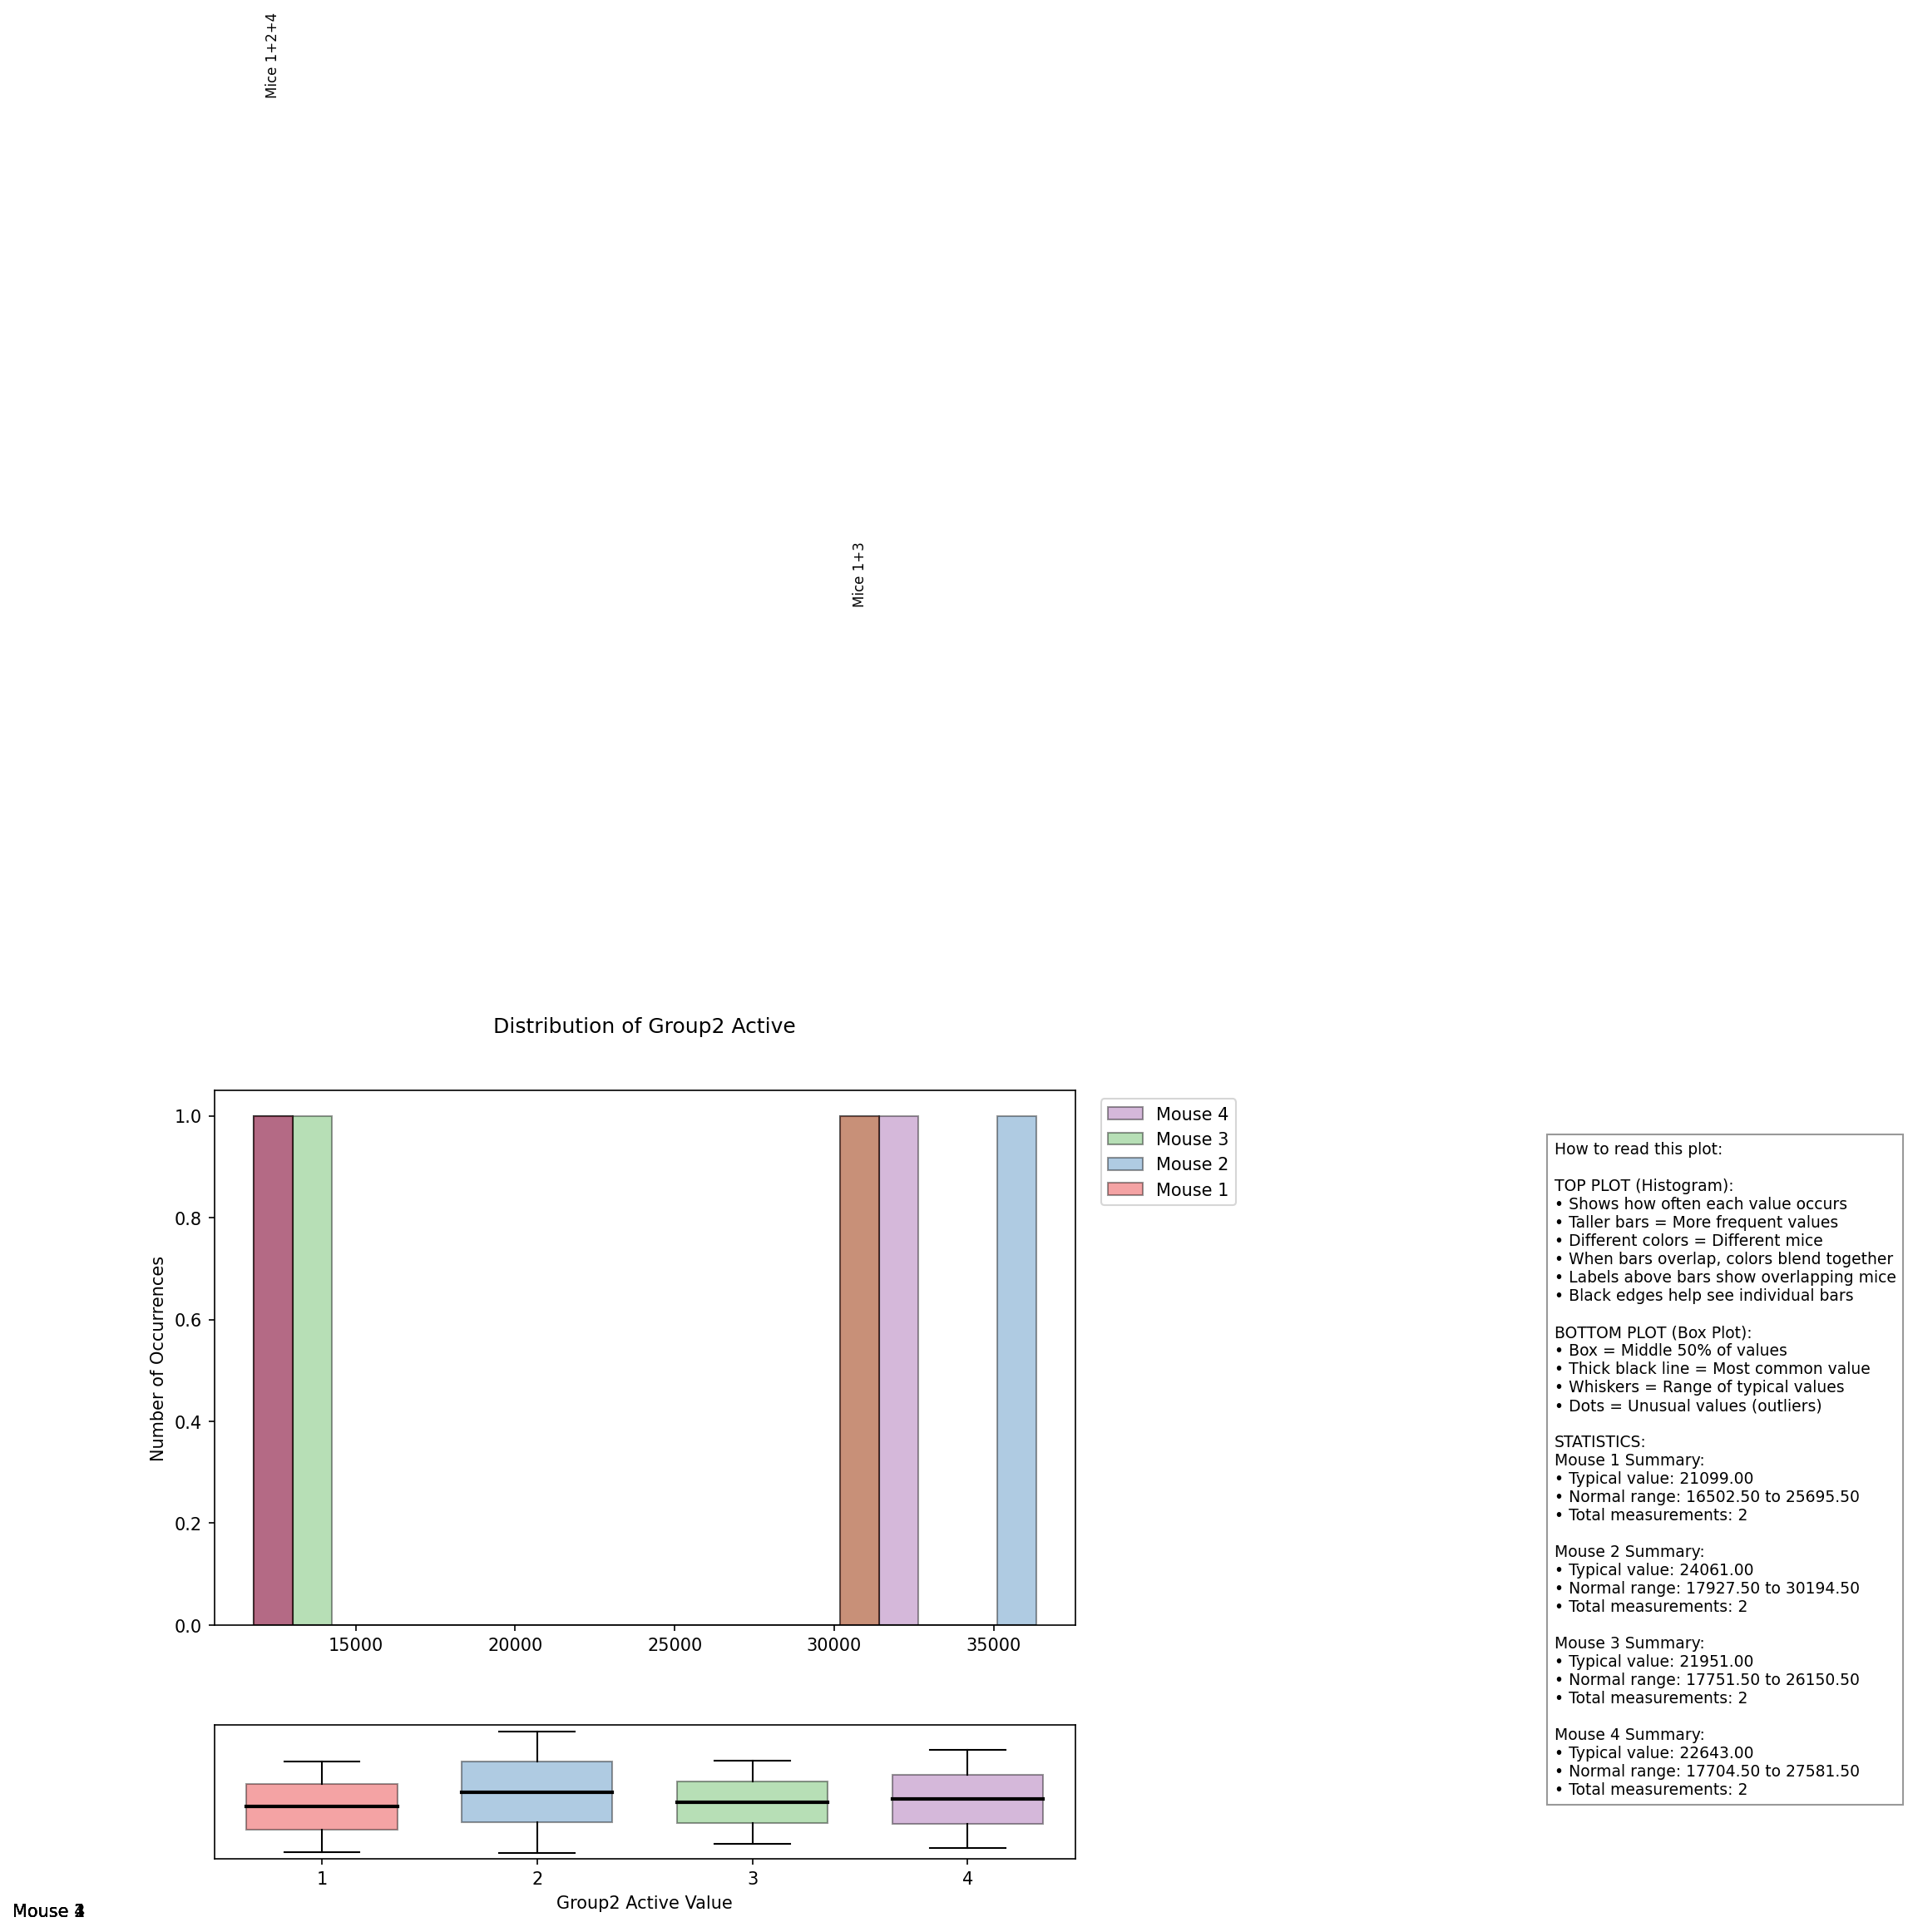 Mice 1+2+4
Mice 1+3
Distribution of Group2 Active
Number of Occurrences
1.0
0.8
0.6
0.4
0.2
0.0
15000
20000
25000
30000
35000
Mouse 4
Mouse 3
Mouse 2
Mouse 1
How to read this plot:
TOP PLOT (Histogram):
• Shows how often each value occurs
• Taller bars = More frequent values
• Different colors = Different mice
• When bars overlap, colors blend together
• Labels above bars show overlapping mice
• Black edges help see individual bars
BOTTOM PLOT (Box Plot):
• Box = Middle 50% of values
• Thick black line = Most common value
• Whiskers = Range of typical values
• Dots = Unusual values (outliers)
STATISTICS:
Mouse 1 Summary:
• Typical value: 21099.00
• Normal range: 16502.50 to 25695.50
• Total measurements: 2
Mouse 2 Summary:
• Typical value: 24061.00
• Normal range: 17927.50 to 30194.50
• Total measurements: 2
Mouse 3 Summary:
• Typical value: 21951.00
• Normal range: 17751.50 to 26150.50
• Total measurements: 2
Mouse 4 Summary:
• Typical value: 22643.00
• Normal range: 17704.50 to 27581.50
• Total measurements: 2
1
2
3
4
Group2 Active Value
Mouse